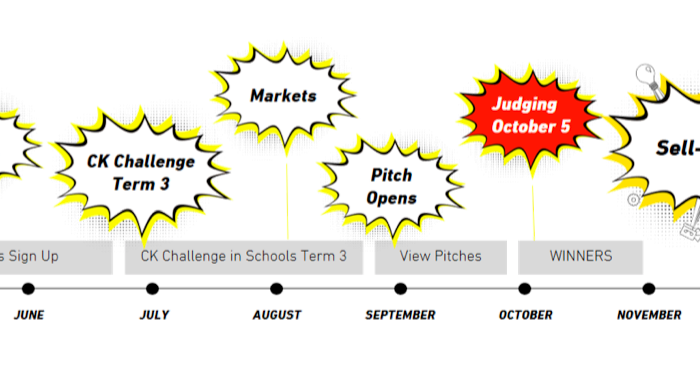 Markets
Judging
October 5
CK Challenge
Term 3
Pitch
Opens
Sell-
s Sign Up
CK Challenge in Schools Term 3
View Pitches
WINNERS
JUNE
JULY
AUGUST
SEPTEMBER
OCTOBER
NOVEMBER